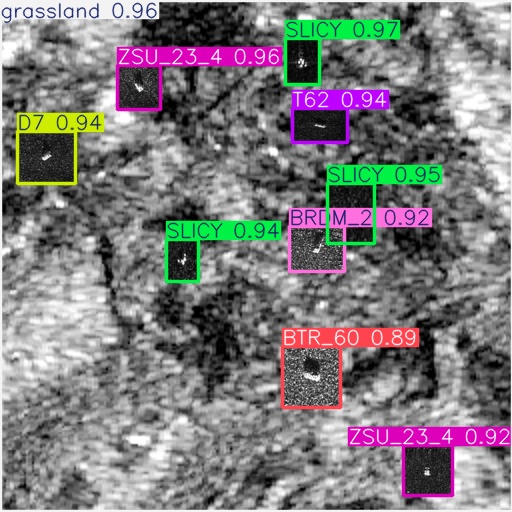 grassland 0.96
SLICY 0.97
ZSU_23_4 0.96
T62 0.94
D7 0.94
SLICY 0.95
BRDM_2 0.92
SLICY 0.94
BTR_60 0.89
ZSU_23_4 0.92